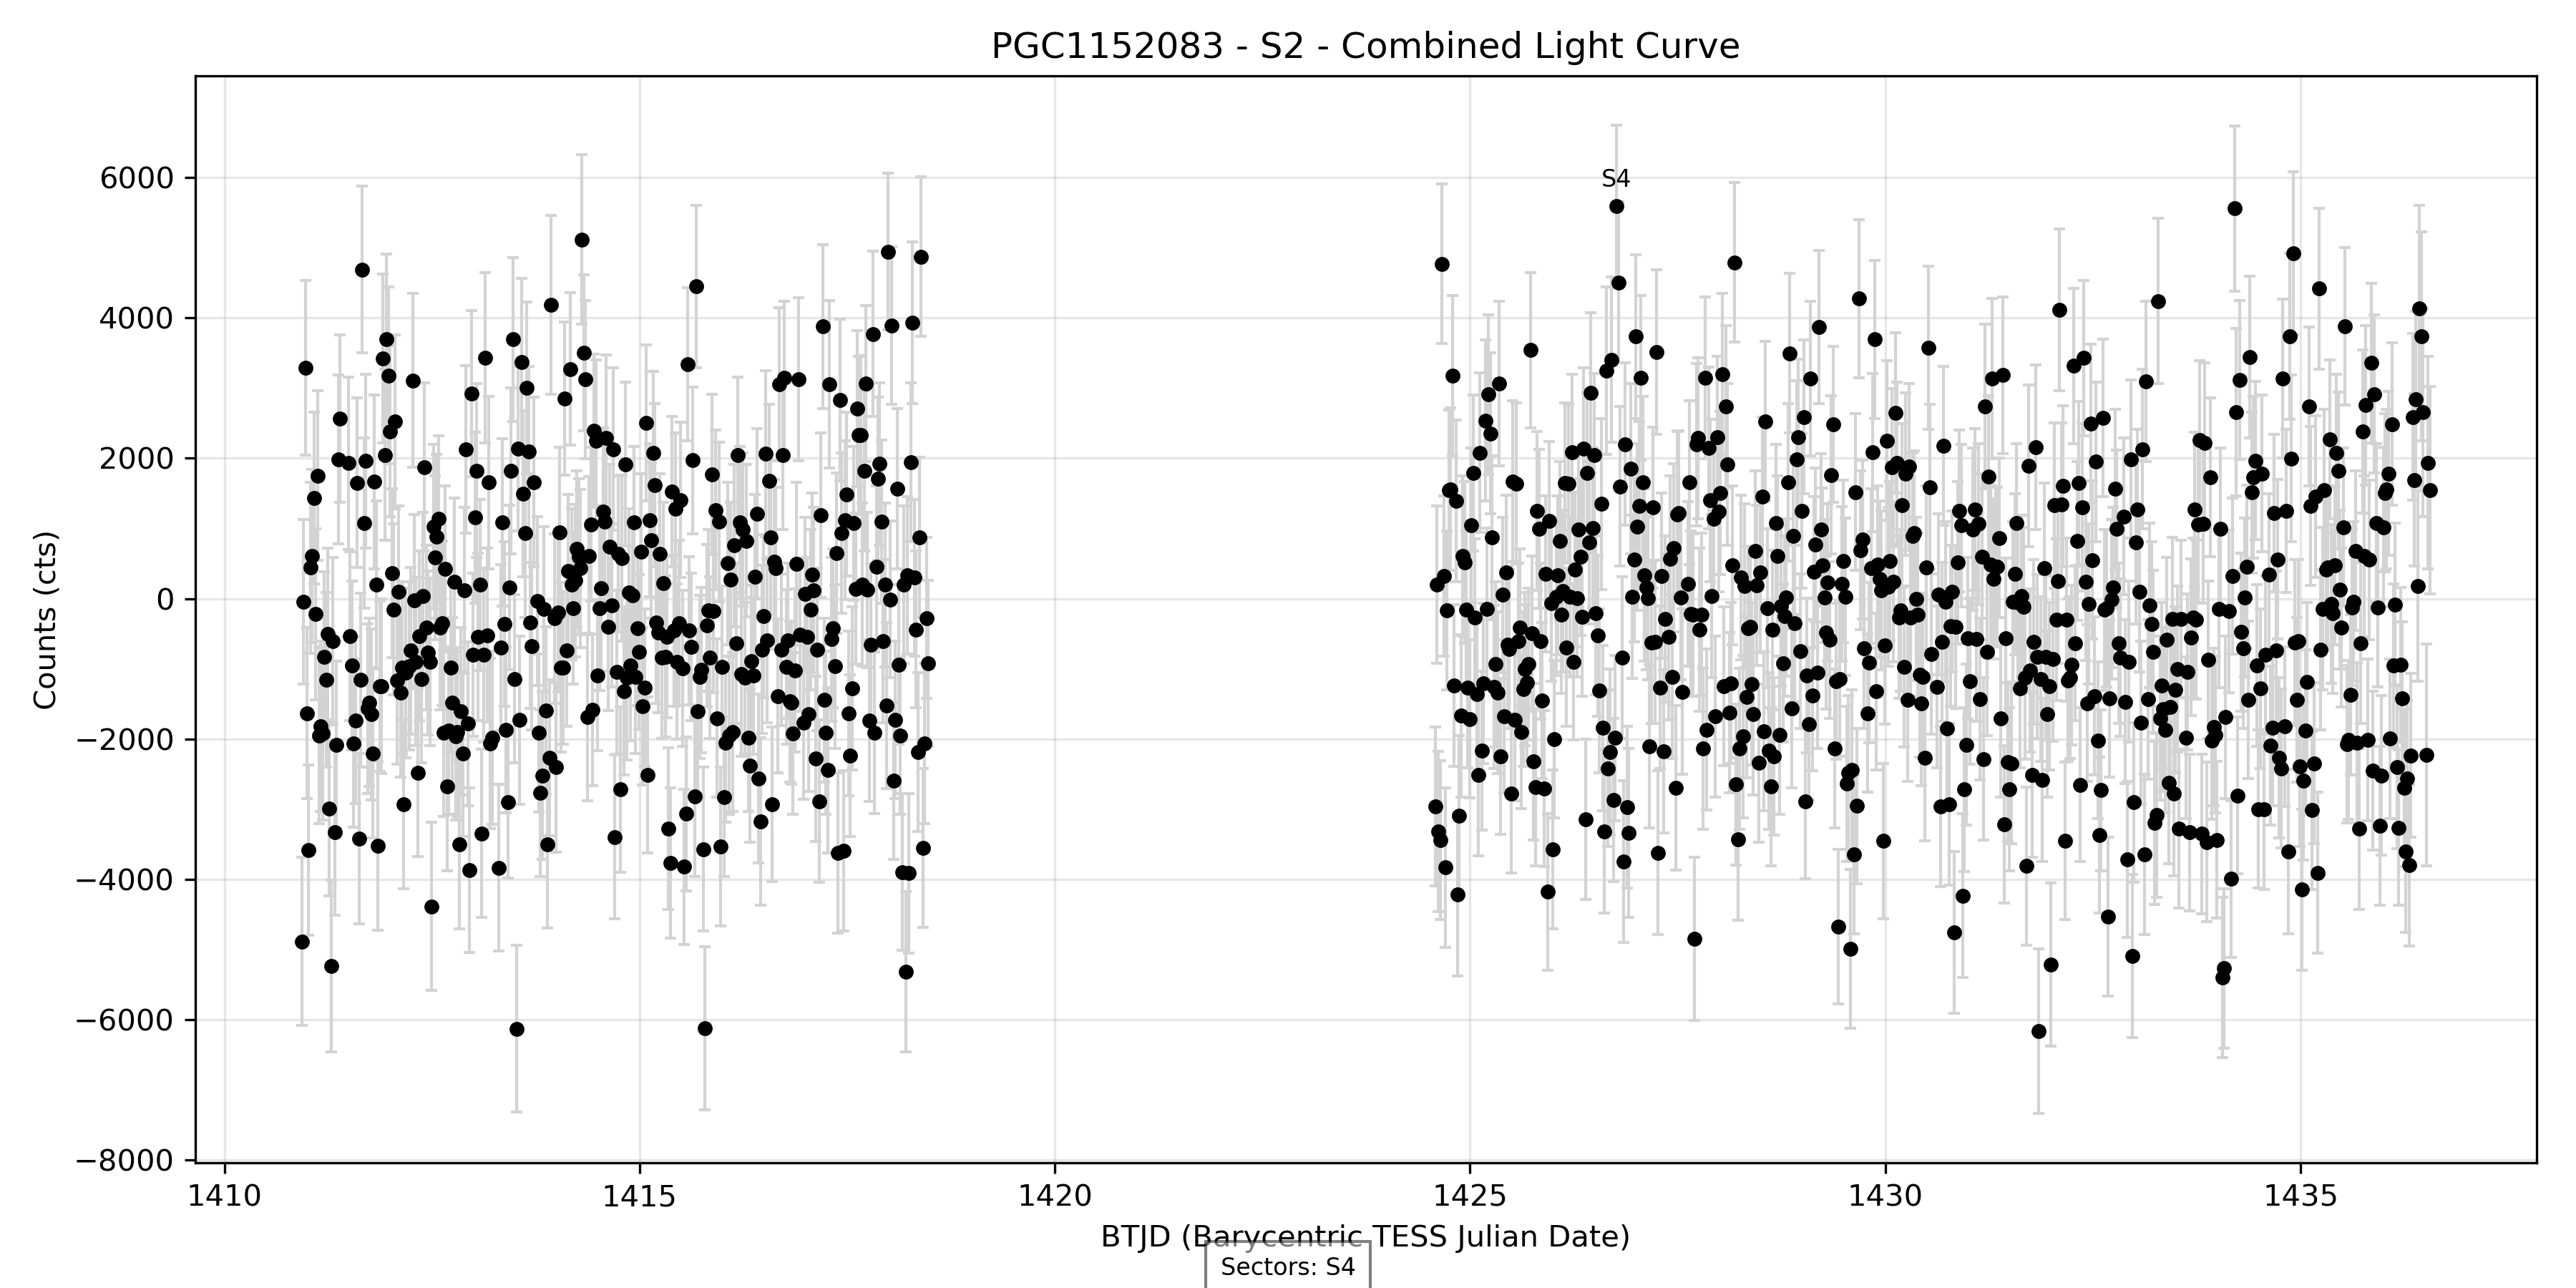 PGC1152083 - S2 - Combined Light Curve
Counts (cts)
6000
4000
2000
0
−2000
−4000
−6000
−8000
S4
1410 1415 1420 1425 1430 1435
BTJD (Barycentric TESS Julian Date)
Sectors: S4